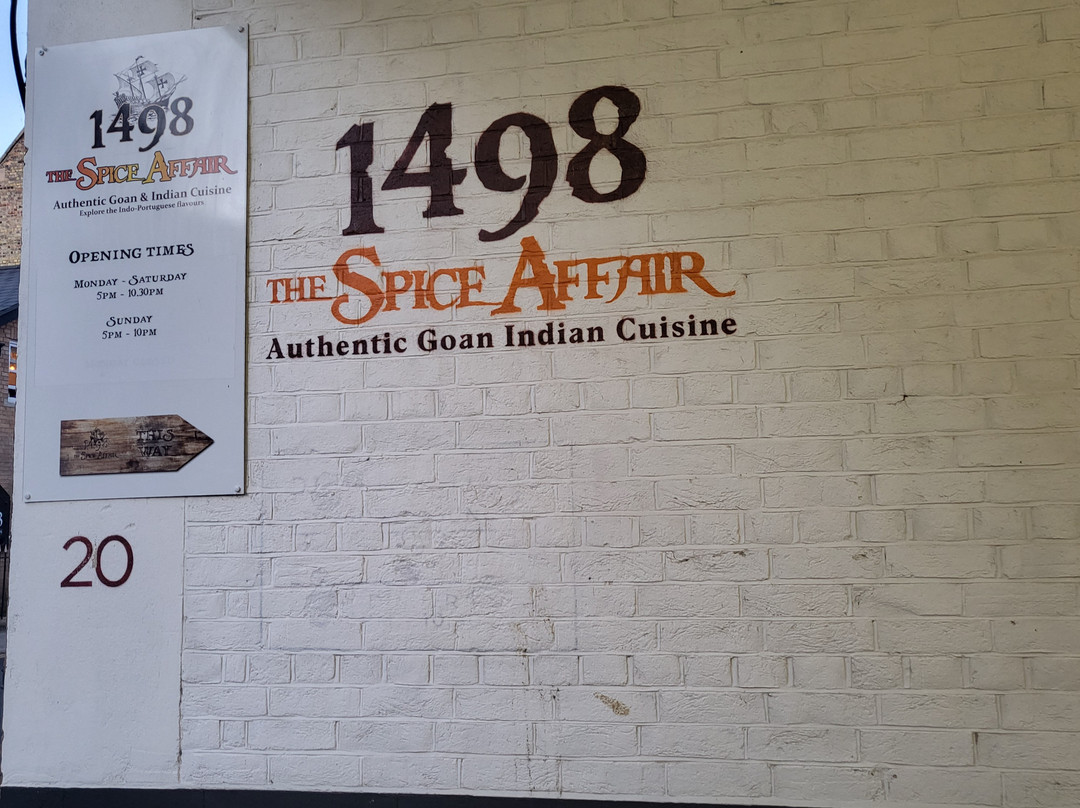 1498
THE SPICE AFFAIR
Authentic Goan & Indian Cuisine
Explore the Indo-Portuguese flavours
OPENING TIMES
MONDAY - SATURDAY
5PM - 10.30PM
SUNDAY
5PM - 10PM
THIS
WAY
20
1498
THE SPICE AFFAIR
Authentic Goan Indian Cuisine